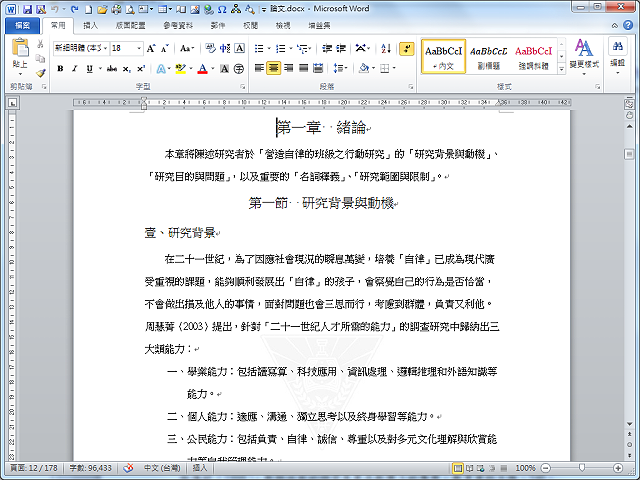 論文.docx - Microsoft Word
檔案 常用 插入 版面配置 參考資料 郵件 校閱 檢視 增益集
貼上
新細明體 (本文 18
AaBbCcI AaBbCcI AaBbCcI
內文 副標題 強調斜體
變更樣式 編輯
剪貼簿 字型 段落 樣式
第一章 緒論
本章將陳述研究者於「營造自律的班級之行動研究」的「研究背景與動機」、
「研究目的與問題」，以及重要的「名詞釋義」、「研究範圍與限制」。
第一節 研究背景與動機
壹、研究背景
在二十一世紀，為了因應社會現況的瞬息萬變，培養「自律」已成為現代廣
受重視的課題，能夠順利發展出「自律」的孩子，會察覺自己的行為是否恰當，
不會做出損及他人的事情，面對問題也會三思而行，考慮到群體，負責又利他。
周慧菁（2003）提出，針對「二十一世紀人才所需的能力」的調查研究中歸納出三
大類能力：
一、學業能力：包括讀寫算、科技應用、資訊處理、邏輯推理和外語知識等
能力。
二、個人能力：適應、溝通、獨立思考以及終身學習等能力。
三、公民能力：包括負責、自律、誠信、尊重以及對多元文化理解與欣賞能
力等自我管理能力。
頁面: 12 / 178 字數: 96,433 中文 (台灣) 插入 100%